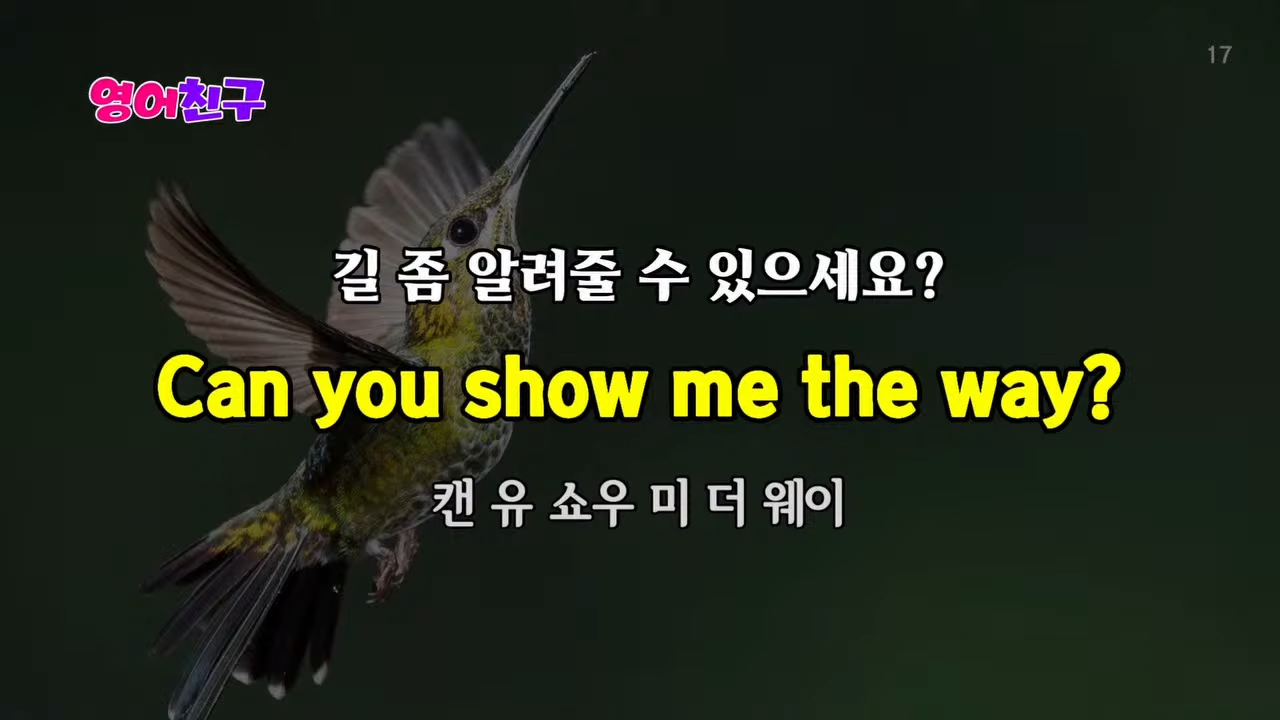 17
영어친구
길 좀 알려줄 수 있으세요?
Can you show me the way?
캔 유 쇼우 미 더 웨이